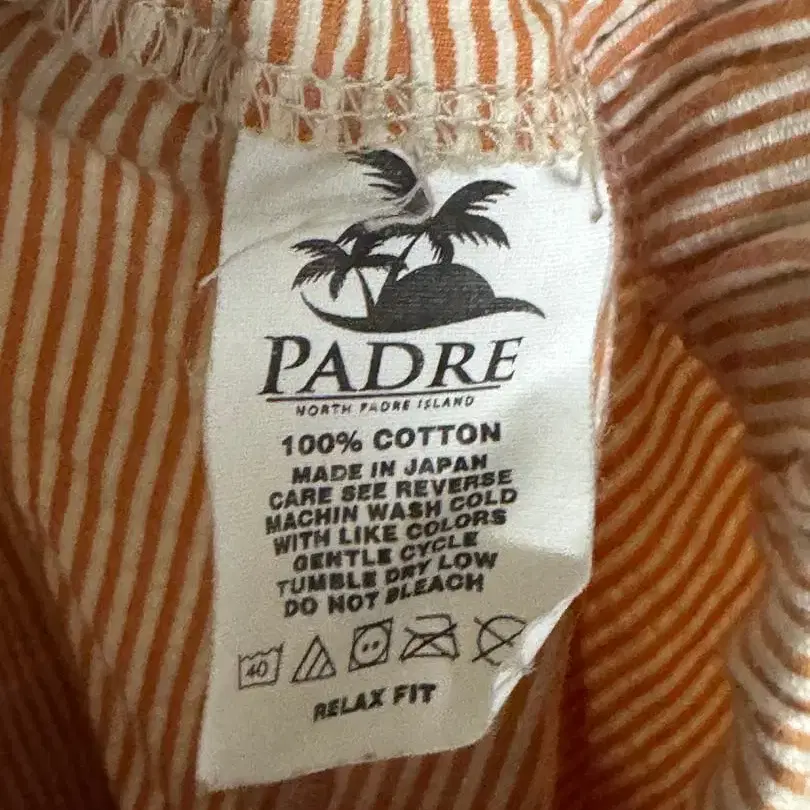 PADRE
NORTH PADRE ISLAND
100% COTTON
MADE IN JAPAN
CARE SEE REVERSE
MACHIN WASH COLD
WITH LIKE COLORS
GENTLE CYCLE
TUMBLE DRY LOW
DO NOT BLEACH
40
RELAX FIT